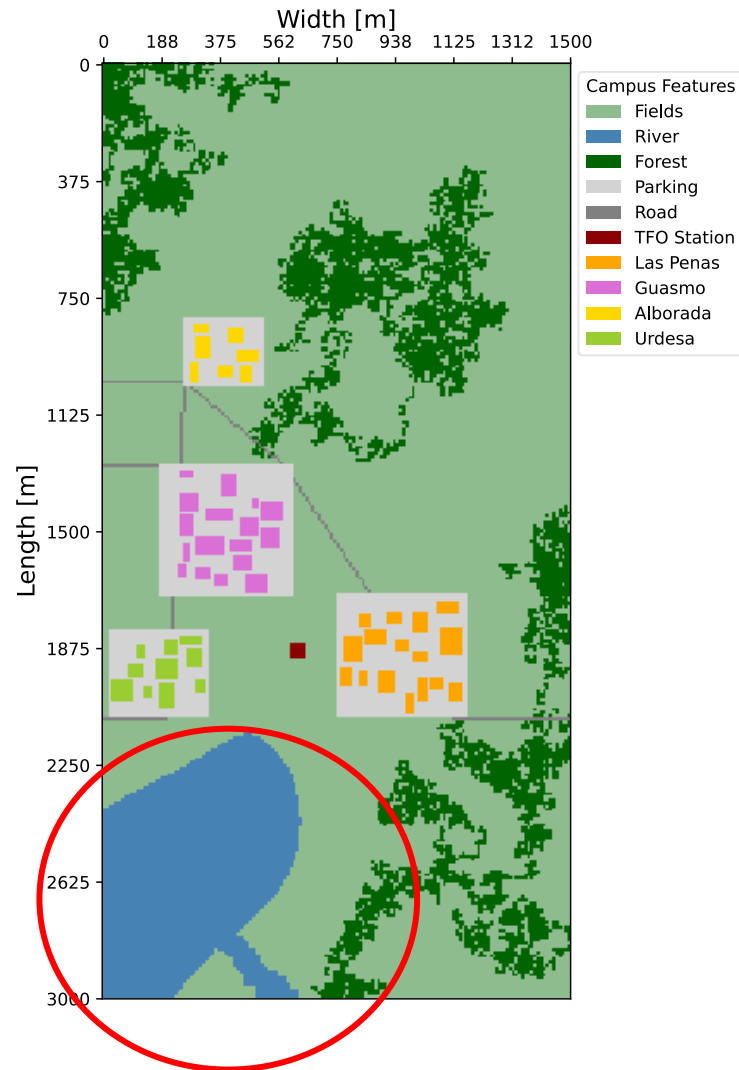 Width [m]
0 188 375 562 750 938 1125 1312 1500
Length [m]
0
375
750
1125
1500
1875
2250
2625
3000
Campus Features
Fields
River
Forest
Parking
Road
TFO Station
Las Penas
Guasmo
Alborada
Urdesa